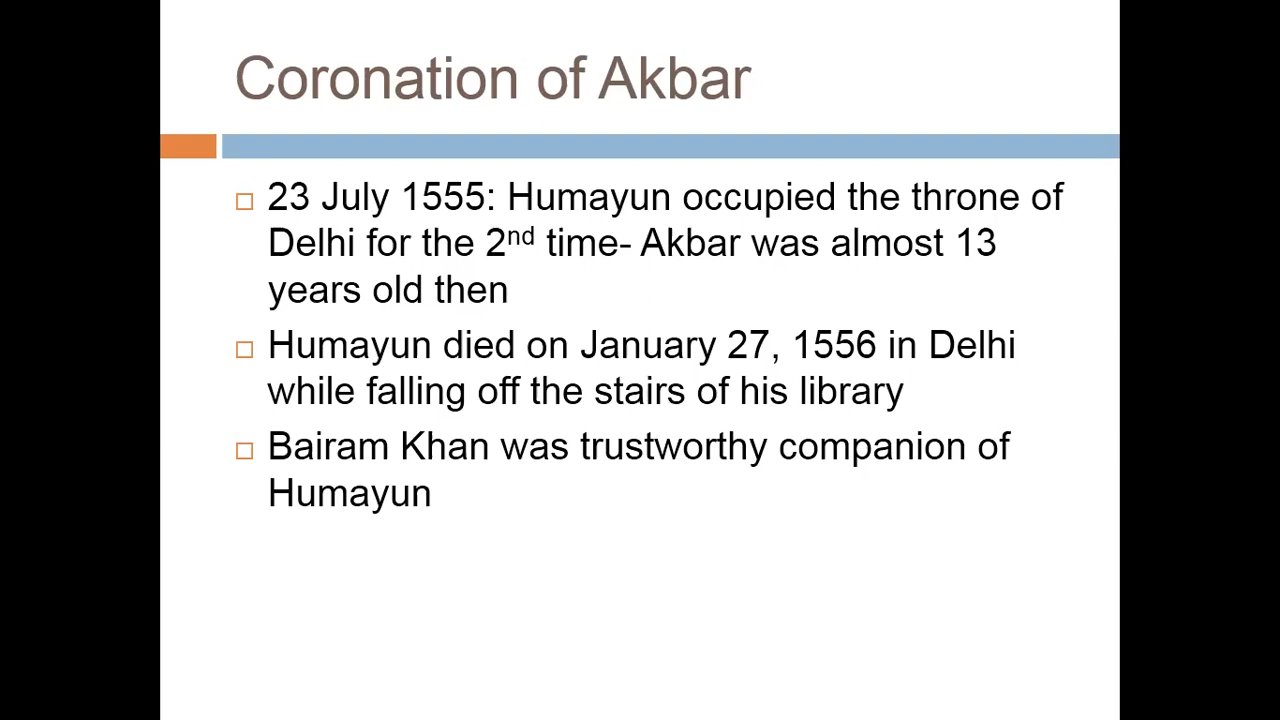 Coronation of Akbar
23 July 1555: Humayun occupied the throne of
Delhi for the 2nd time- Akbar was almost 13
years old then
Humayun died on January 27, 1556 in Delhi
while falling off the stairs of his library
Bairam Khan was trustworthy companion of
Humayun